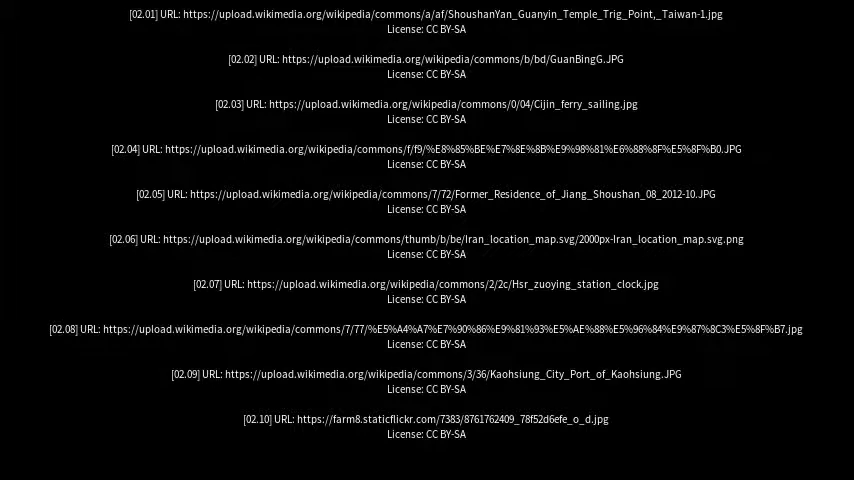 [02.01] URL: https://upload.wikimedia.org/wikipedia/commons/a/af/ShoushanYan_Guanyin_Temple_Trig_Point,_Taiwan-1.jpg
License: CC BY-SA
[02.02] URL: https://upload.wikimedia.org/wikipedia/commons/b/bd/GuanBingG.JPG
License: CC BY-SA
[02.03] URL: https://upload.wikimedia.org/wikipedia/commons/0/04/Cijin_ferry_sailing.jpg
License: CC BY-SA
[02.04] URL: https://upload.wikimedia.org/wikipedia/commons/f/f9/%E8%85%BE%E7%8E%8B%E9%98%81%E6%88%8F%E5%8F%B0.JPG
License: CC BY-SA
[02.05] URL: https://upload.wikimedia.org/wikipedia/commons/7/72/Former_Residence_of_Jiang_Shoushan_08_2012-10.JPG
License: CC BY-SA
[02.06] URL: https://upload.wikimedia.org/wikipedia/commons/thumb/b/be/Iran_location_map.svg/2000px-Iran_location_map.svg.png
License: CC BY-SA
[02.07] URL: https://upload.wikimedia.org/wikipedia/commons/2/2c/Hsr_zuoying_station_clock.jpg
License: CC BY-SA
[02.08] URL: https://upload.wikimedia.org/wikipedia/commons/7/77/%E5%A4%A7%E7%90%86%E9%81%93%E5%AE%88%E5%96%84%E9%87%8C3%E5%8F%B7.jpg
License: CC BY-SA
[02.09] URL: https://upload.wikimedia.org/wikipedia/commons/3/36/Kaohsiung_City_Port_of_Kaohsiung.JPG
License: CC BY-SA
[02.10] URL: https://farm8.staticflickr.com/7383/8761762409_78f52d6efe_o_d.jpg
License: CC BY-SA